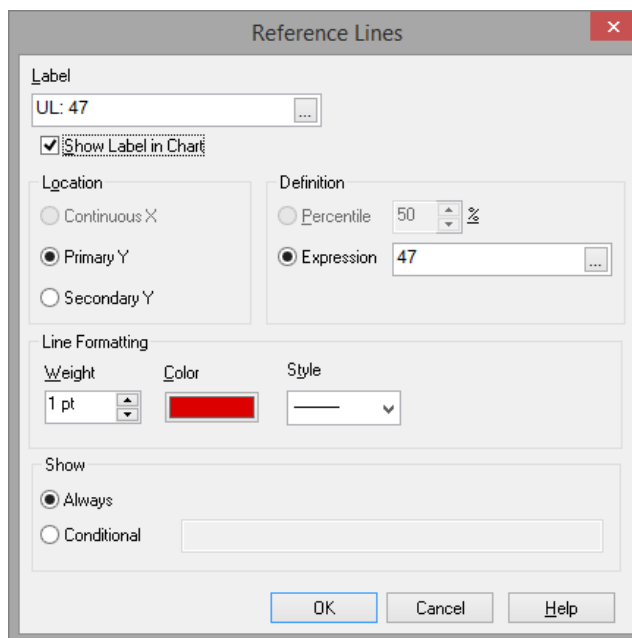 Reference Lines
Label
UL: 47
...
Show Label in Chart
Location
Continuous X
Primary Y
Secondary Y
Definition
Percentile 50 %
Expression 47 ...
Line Formatting
Weight Color Style
1 pt
Show
Always
Conditional
OK Cancel Help